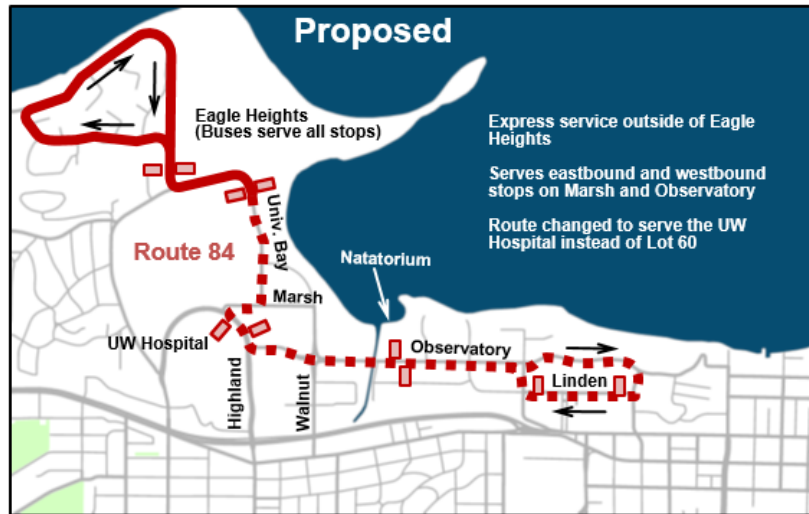 Proposed
Eagle Heights
(Buses serve all stops)
Express service outside of Eagle
Heights
Serves eastbound and westbound
stops on Marsh and Observatory
Route changed to serve the UW
Hospital instead of Lot 60
Univ. Bay
Route 84
Natatorium
Marsh
UW Hospital
Observatory
Highland
Walnut
Linden